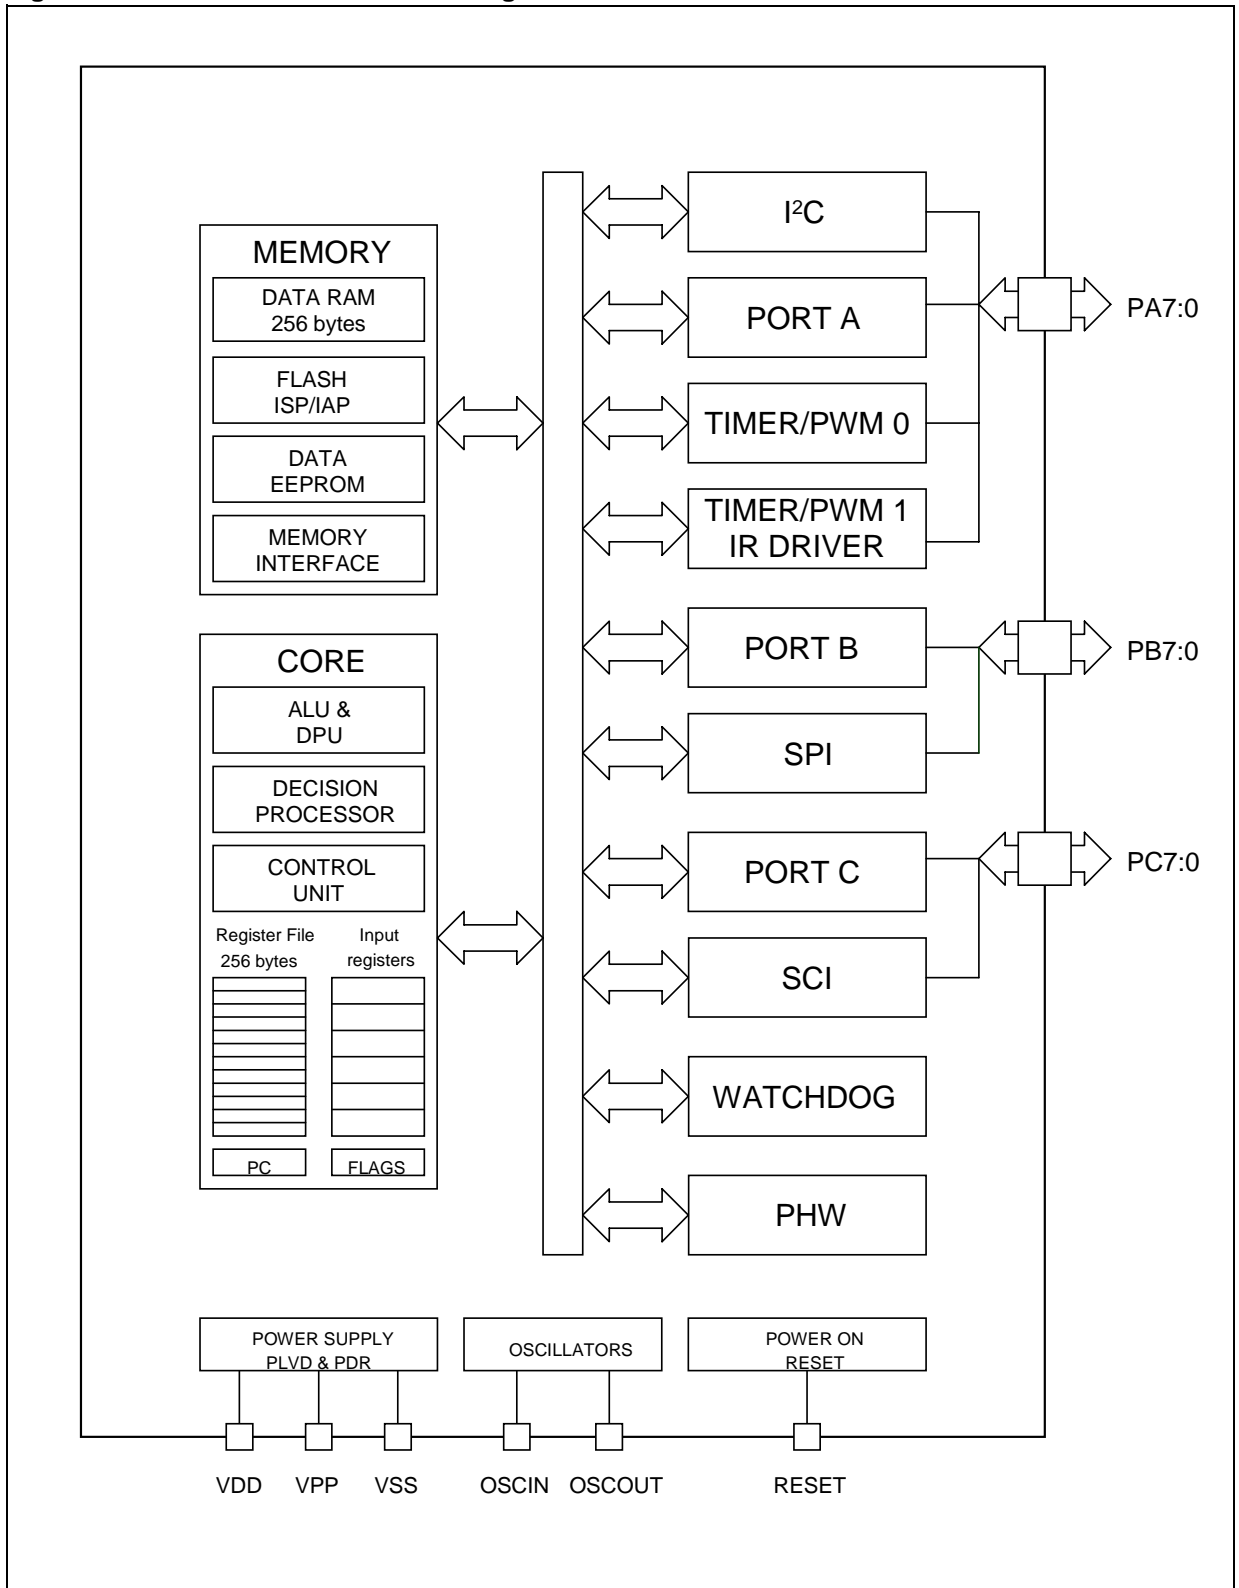 I²C
MEMORY
DATA RAM
256 bytes
FLASH
ISP/IAP
DATA
EEPROM
MEMORY
INTERFACE
PORT A
PA7:0
TIMER/PWM 0
TIMER/PWM 1
IR DRIVER
CORE
ALU &
DPU
DECISION
PROCESSOR
CONTROL
UNIT
Register File
256 bytes
Input
registers
PC
FLAGS
PORT B
PB7:0
SPI
PORT C
PC7:0
SCI
WATCHDOG
PHW
POWER SUPPLY
PLVD & PDR
OSCILLATORS
POWER ON
RESET
VDD
VPP
VSS
OSCIN
OSCOUT
RESET